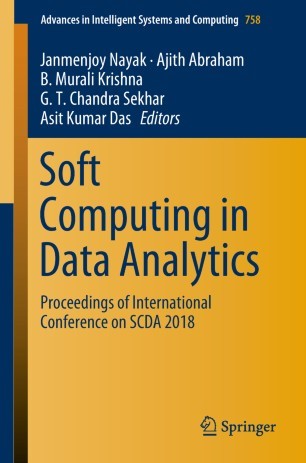 Advances in Intelligent Systems and Computing 758
Janmenjoy Nayak · Ajith Abraham
B. Murali Krishna
G. T. Chandra Sekhar
Asit Kumar Das Editors
Soft
Computing in
Data Analytics
Proceedings of International
Conference on SCDA 2018
Springer